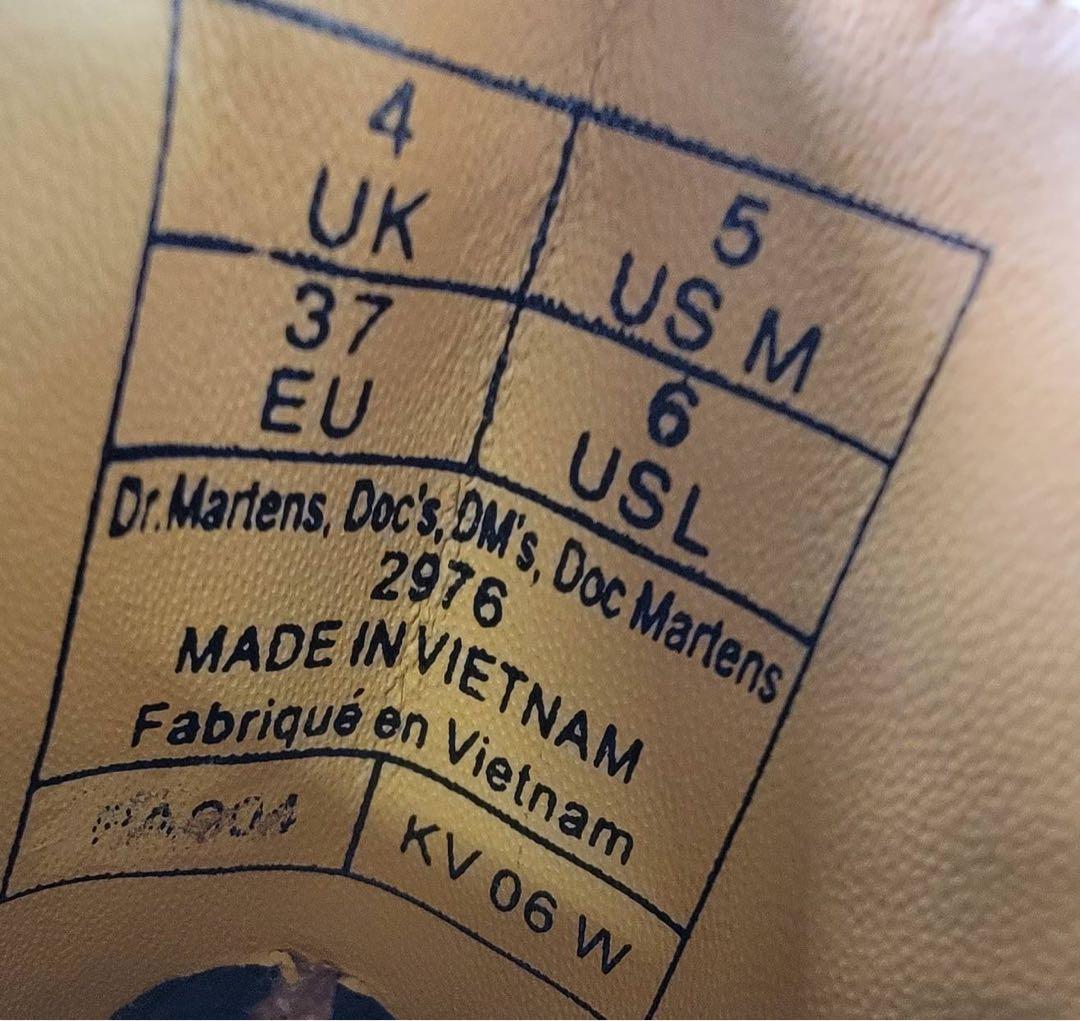 4
UK
5
US M
37
EU
6
USL
Dr.Martens, Doc's, DM's, Doc Martens
2976
MADE IN VIETNAM
Fabriqué en Vietnam
KV 06 W